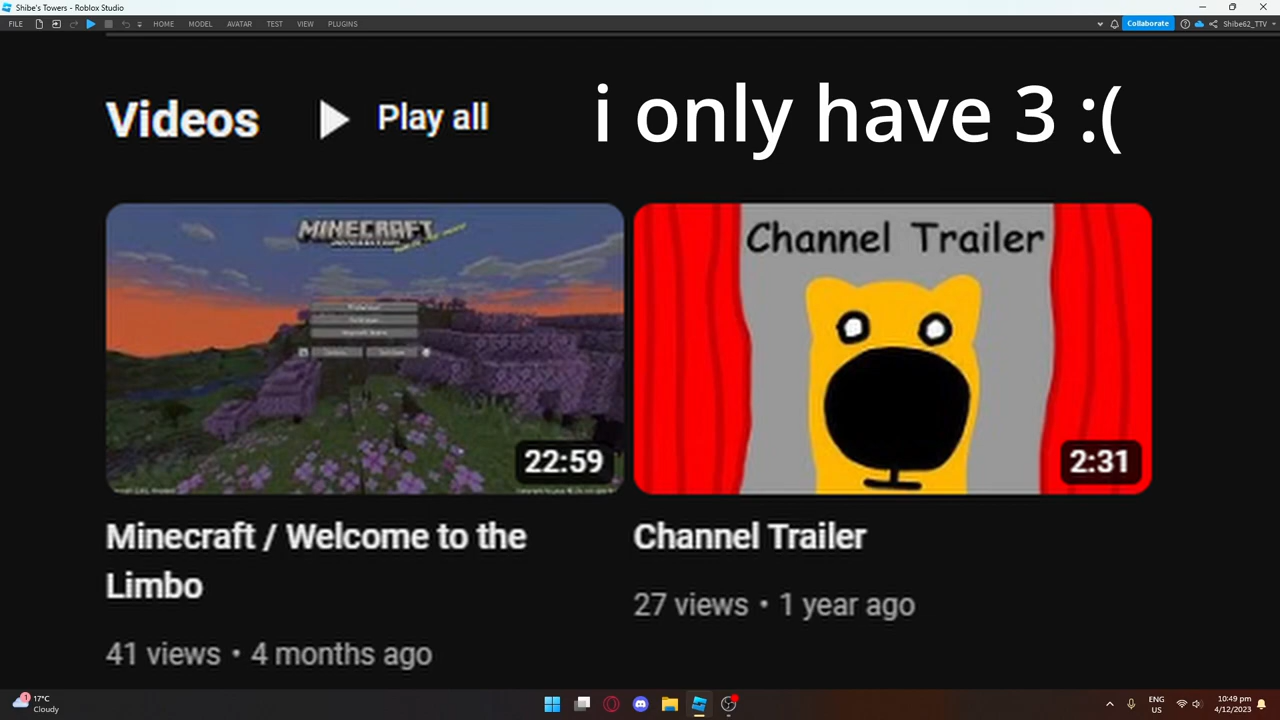 Shibe's Towers - Roblox Studio
FILE HOME MODEL AVATAR TEST VIEW PLUGINS Collaborate Shibe62_TTV
Videos Play all i only have 3 :(
MINECRAFT
Channel Trailer
22:59
2:31
Minecraft / Welcome to the
Limbo
41 views • 4 months ago
Channel Trailer
27 views • 1 year ago
1
17°C
Cloudy
ENG
US
10:49 pm
4/12/2023